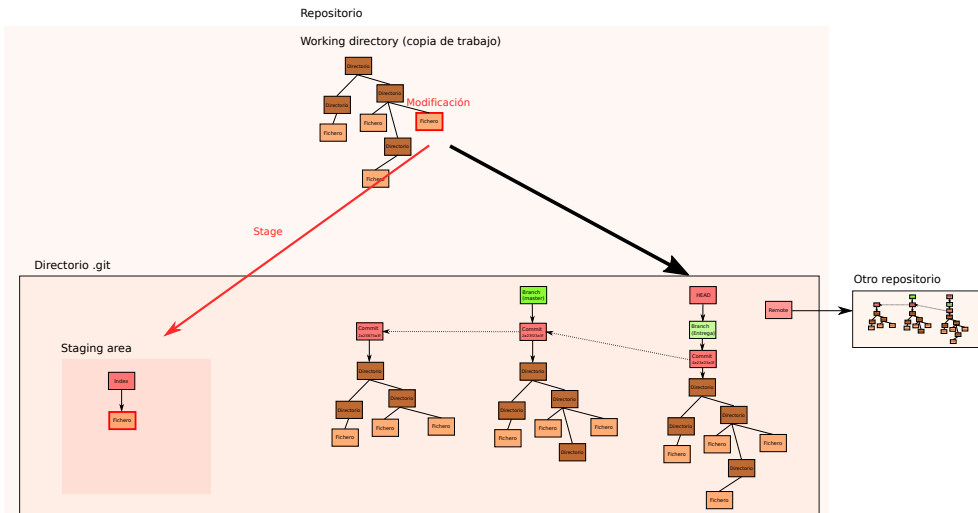 Repositorio
Working directory (copia de trabajo)
Directorio
Directorio
Modificación
Directorio
Fichero
Fichero
Fichero
Directorio
Fichero
Stage
Directorio .git
Otro repositorio
Branch
(master)
HEAD
Remote
Commit
Commit
Branch
(Entrega)
Commit
Staging area
Index
Fichero
Directorio
Directorio
Directorio
Fichero
Fichero
Fichero
Directorio
Directorio
Directorio
Fichero
Fichero
Fichero
Directorio
Directorio
Directorio
Directorio
Fichero
Fichero
Fichero
Directorio
Fichero